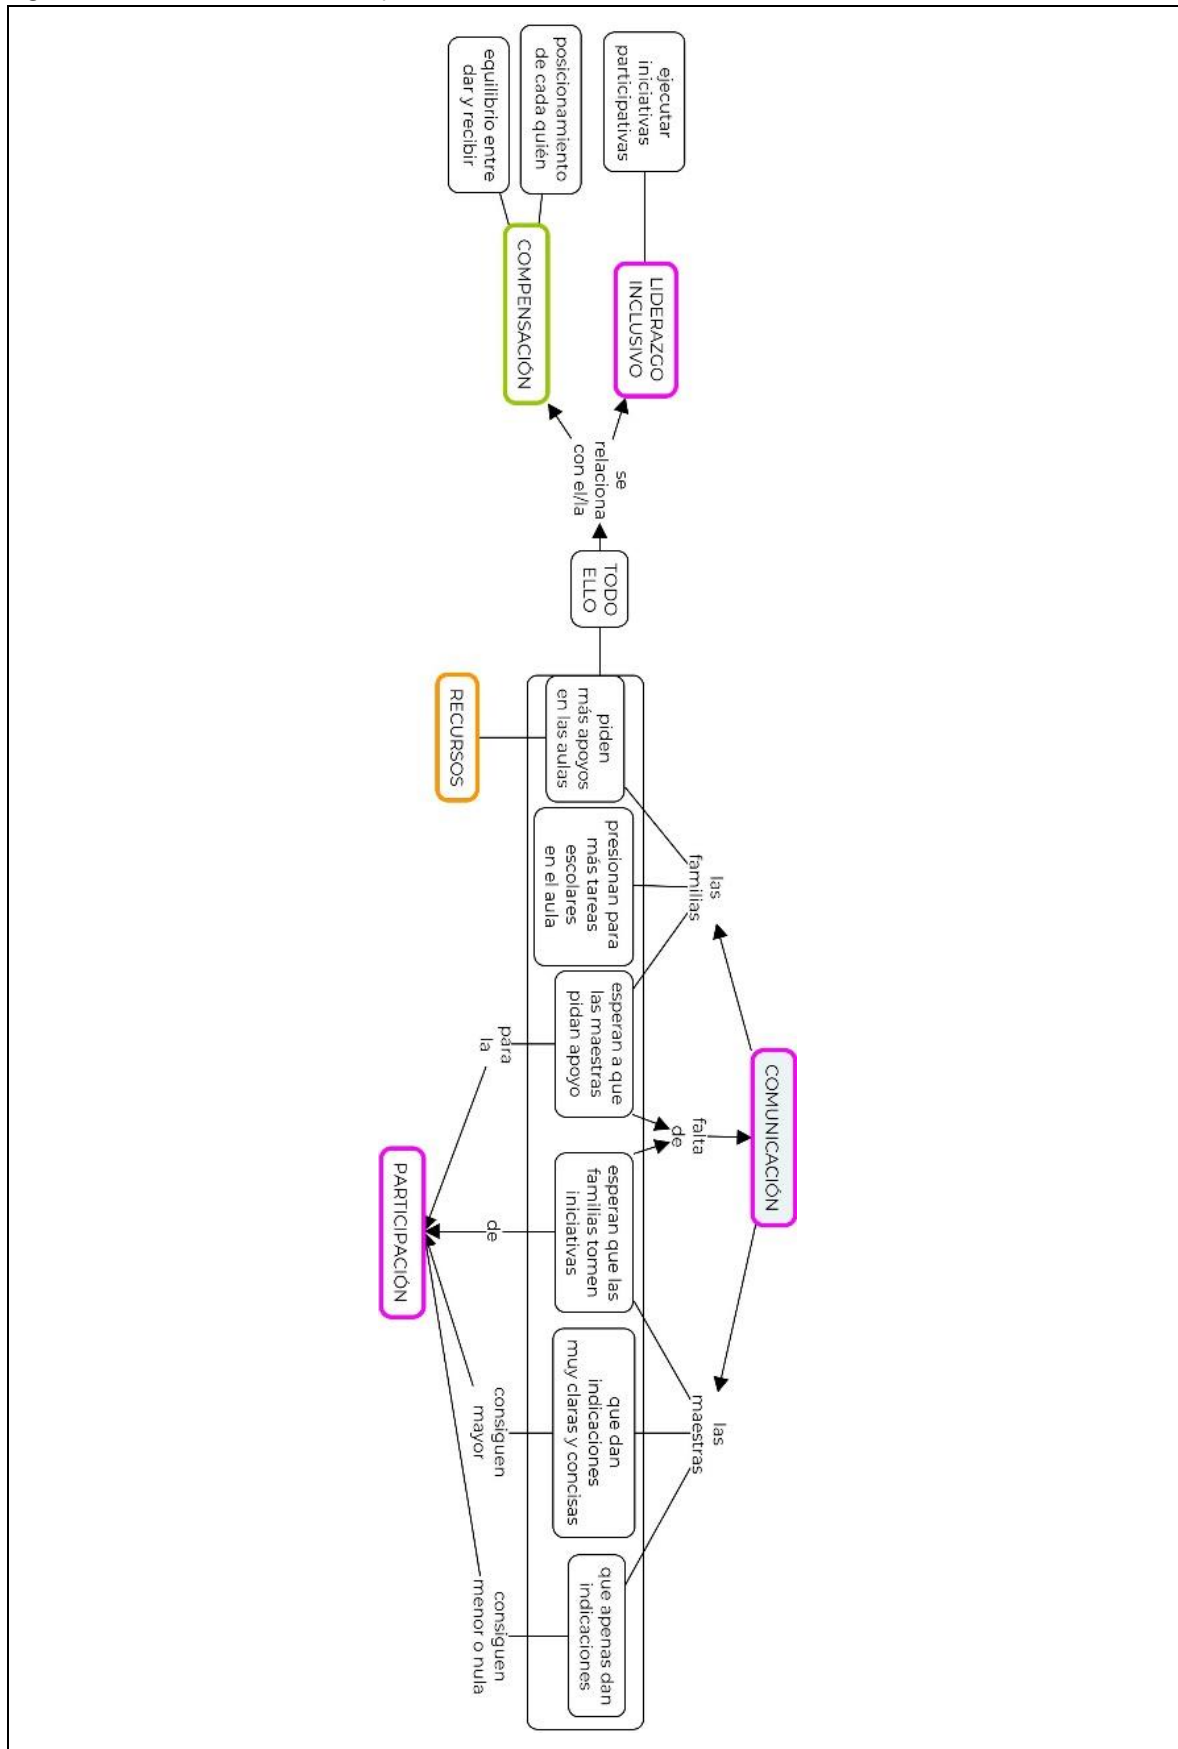 COMUNICACIÓN
las
familias
falta
de
las
maestras
ejecutar
iniciativas
participativas
LIDERAZGO
INCLUSIVO
se
relaciona
con el/la
TODO
ELLO
piden
más apoyos
en las aulas
presionan para
más tareas
escolares
en el aula
esperan a que
las maestras
pidan apoyo
esperan que las
familias tomen
iniciativas
que dan
indicaciones
muy claras y concisas
que apenas dan
indicaciones
posicionamiento
de cada quién
equilibrio entre
dar y recibir
COMPENSACIÓN
RECURSOS
para
la
de
consiguen
mayor
consiguen
menor o nula
PARTICIPACIÓN